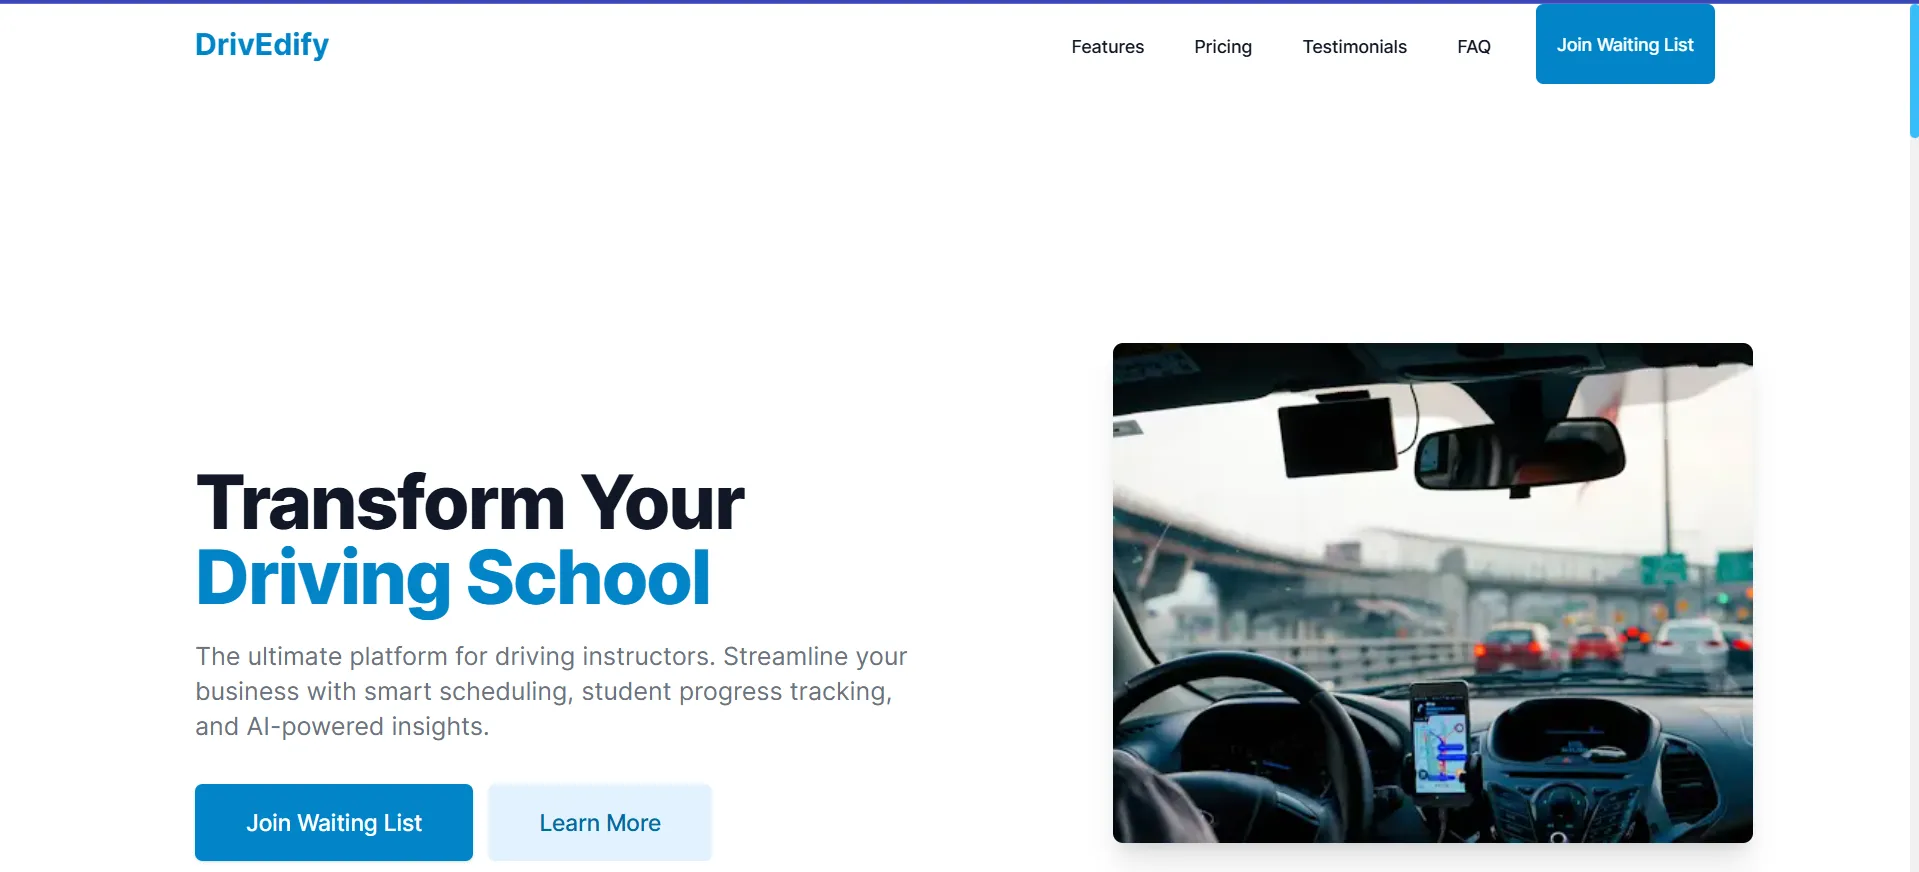 DrivEdify
Features
Pricing
Testimonials
FAQ
Join Waiting List
Transform Your
Driving School
The ultimate platform for driving instructors. Streamline your
business with smart scheduling, student progress tracking,
and AI-powered insights.
Join Waiting List
Learn More